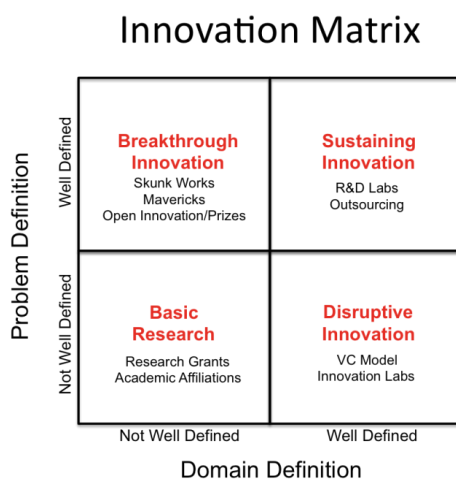 Innovation Matrix
Problem Definition
Well Defined
Not Well Defined
Breakthrough
Innovation
Skunk Works
Mavericks
Open Innovation/Prizes
Sustaining
Innovation
R&D Labs
Outsourcing
Basic
Research
Research Grants
Academic Affiliations
Disruptive
Innovation
VC Model
Innovation Labs
Not Well Defined
Well Defined
Domain Definition